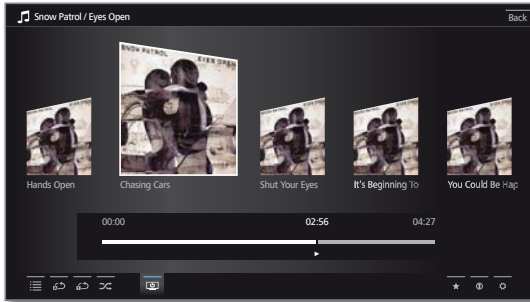 Snow Patrol / Eyes Open
Back
SNOW PATROL EYES OPEN
Hands Open
Chasing Cars
Shut Your Eyes
It's Beginning To
You Could Be Hap
00:00
02:56
04:27